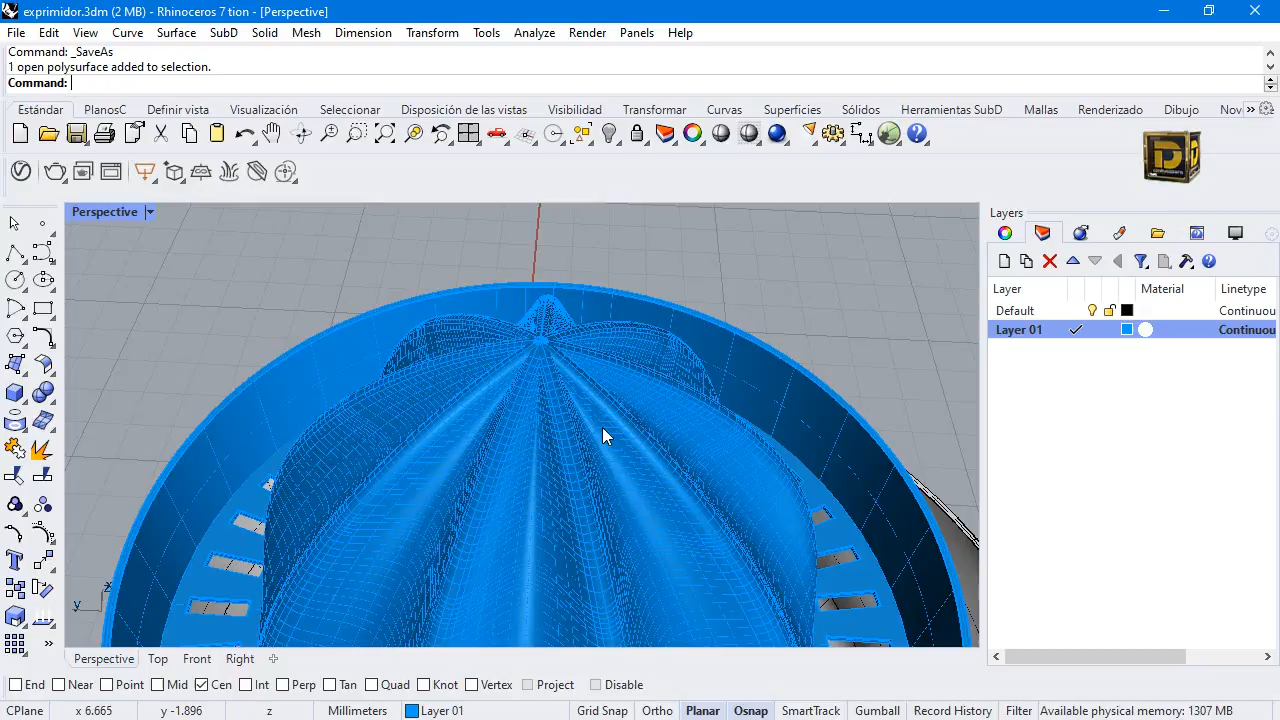 exprimidor.3dm (2 MB) - Rhinoceros 7 tion - [Perspective]
File Edit View Curve Surface SubD Solid Mesh Dimension Transform Tools Analyze Render Panels Help
Command: _SaveAs
1 open polysurface added to selection.
Command:
Estándar PlanosC Definir vista Visualización Seleccionar Disposición de las vistas Visibilidad Transformar Curvas Superficies Sólidos Herramientas SubD Mallas Renderizado Dibujo Nov »
Perspective
Layers
Layer Material Linetype
Default Continuou
Layer 01 Continuou
z
y
Perspective Top Front Right
End Near Point Mid Cen Int Perp Tan Quad Knot Vertex Project Disable
CPlane x 6.665 y -1.896 z Millimeters Layer 01 Grid Snap Ortho Planar Osnap SmartTrack Gumball Record History Filter Available physical memory: 1307 MB